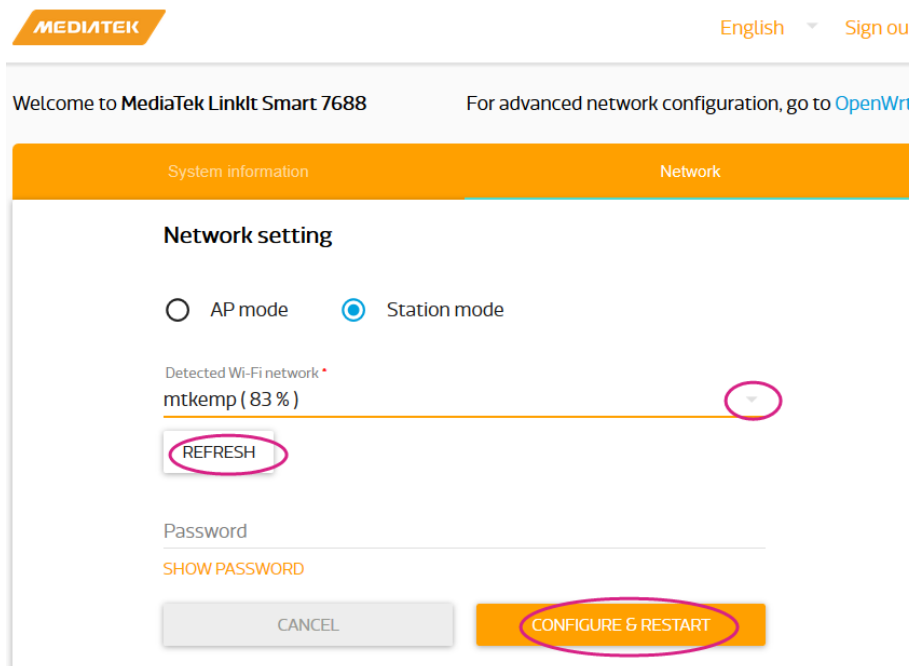 MEDIATEK
English Sign ou
Welcome to MediaTek LinkIt Smart 7688 For advanced network configuration, go to OpenWrt
System information Network
Network setting
AP mode Station mode
Detected Wi-Fi network *
mtkemp ( 83 % )
REFRESH
Password
SHOW PASSWORD
CANCEL CONFIGURE & RESTART